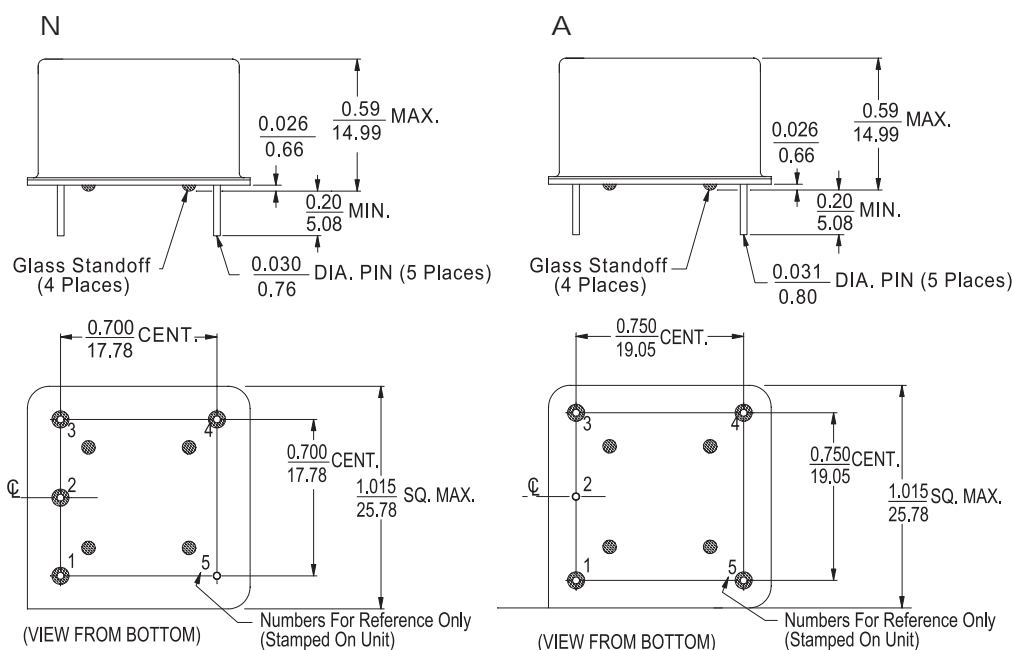 N
0.59
14.99
MAX.
0.026
0.66
0.20
5.08
MIN.
Glass Standoff
(4 Places)
0.030
0.76
DIA. PIN (5 Places)
0.700
17.78
CENT.
3
4
0.700
17.78
CENT.
℄
2
1.015
25.78
SQ. MAX.
1
5
(VIEW FROM BOTTOM)
Numbers For Reference Only
(Stamped On Unit)
A
0.59
14.99
MAX.
0.026
0.66
0.20
5.08
MIN.
Glass Standoff
(4 Places)
0.031
0.80
DIA. PIN (5 Places)
0.750
19.05
CENT.
3
4
0.750
19.05
CENT.
℄
2
1.015
25.78
SQ. MAX.
1
5
(VIEW FROM BOTTOM)
Numbers For Reference Only
(Stamped On Unit)